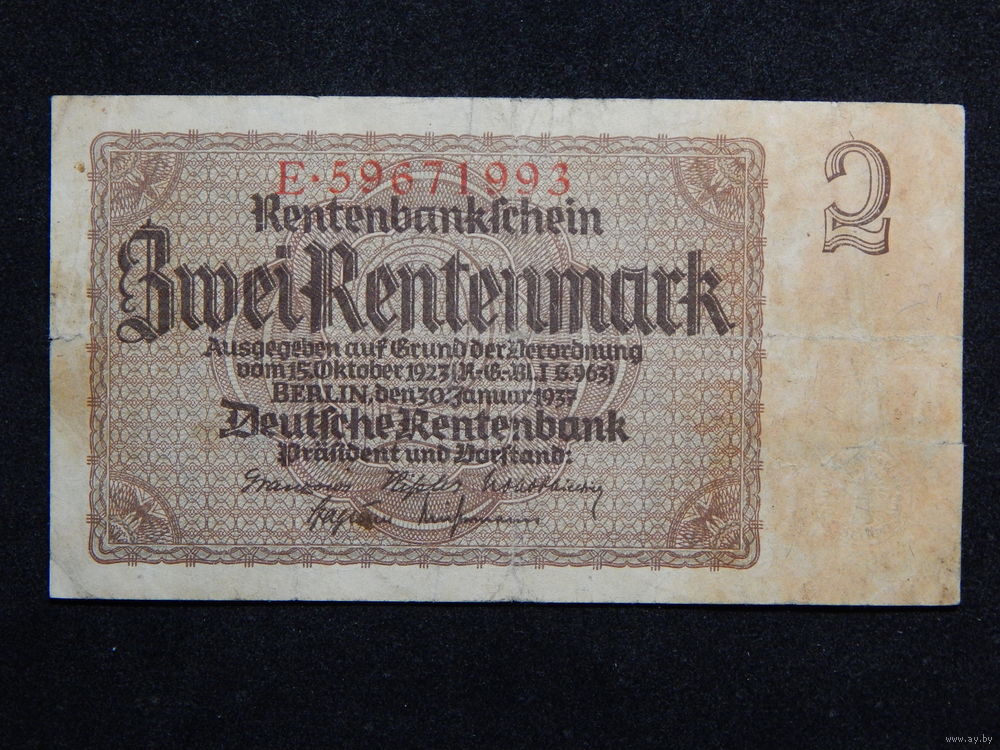 E·59671993
Rentenbankschein
2
Zwei Rentenmark
Ausgegeben auf Grund der Verordnung
vom 15. Oktober 1923 (R.-G.-Bl. I S. 963)
BERLIN, den 30. Januar 1937
Deutsche Rentenbank
Präsident und Vorstand:
www.ay.by